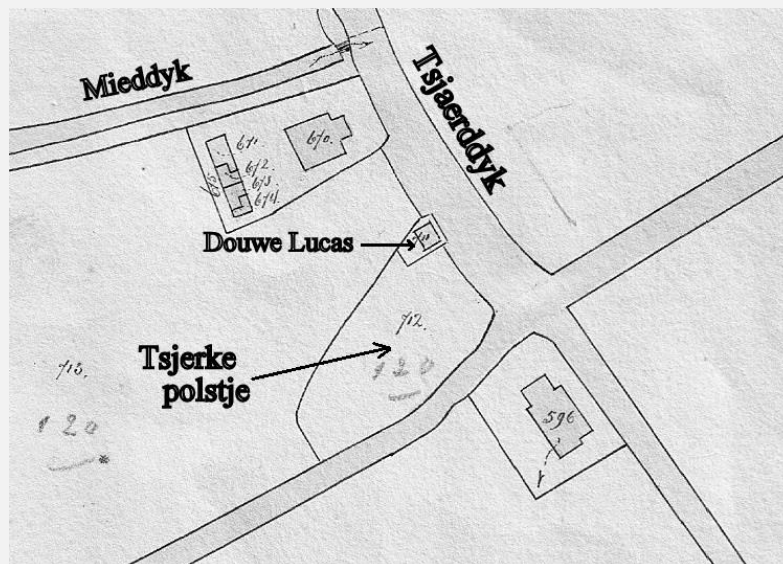 Mieddyk
Tsjaerddyk
671.
670.
672.
673.
674.
675
Douwe Lucas
712.
Tsjerke
polstje
120
713.
120
596